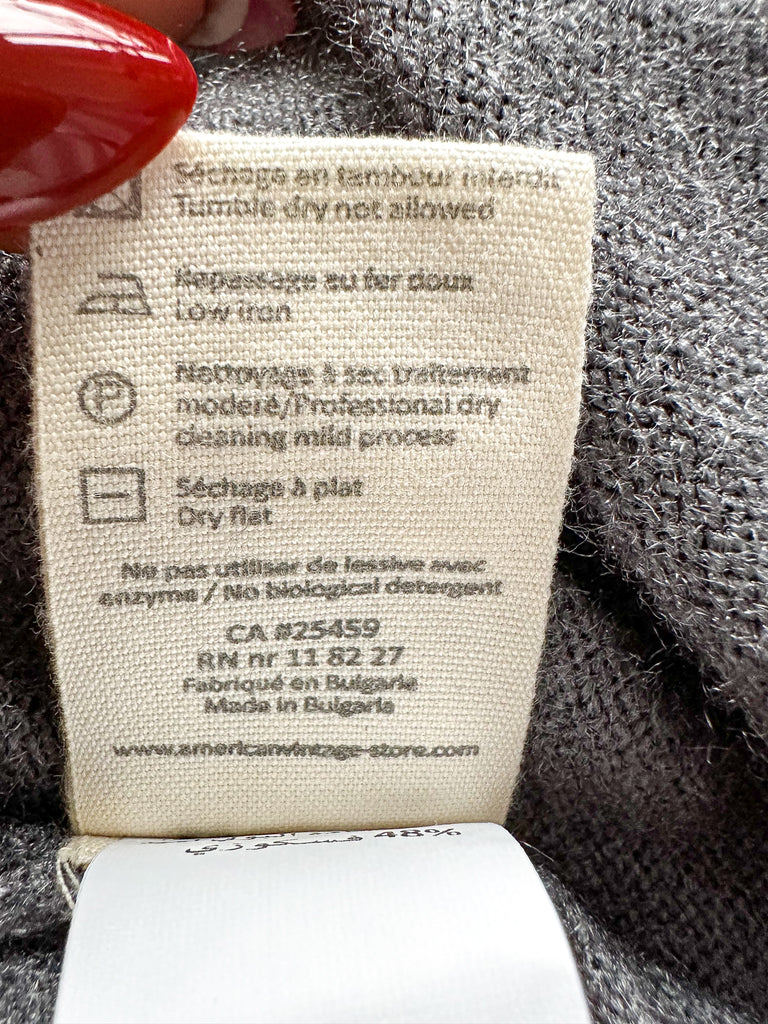 Séchage en tambour interdit
Tumble dry not allowed
Repassage au fer doux
Low iron
P
Nettoyage à sec traitement
moderé/Professional dry
cleaning mild process
Séchage à plat
Dry flat
Ne pas utiliser de lessive avec
enzyme / No biological detergent
CA #25459
RN nr 11 82 27
Fabriqué en Bulgarie
Made in Bulgaria
www.americanvintage-store.com
48%